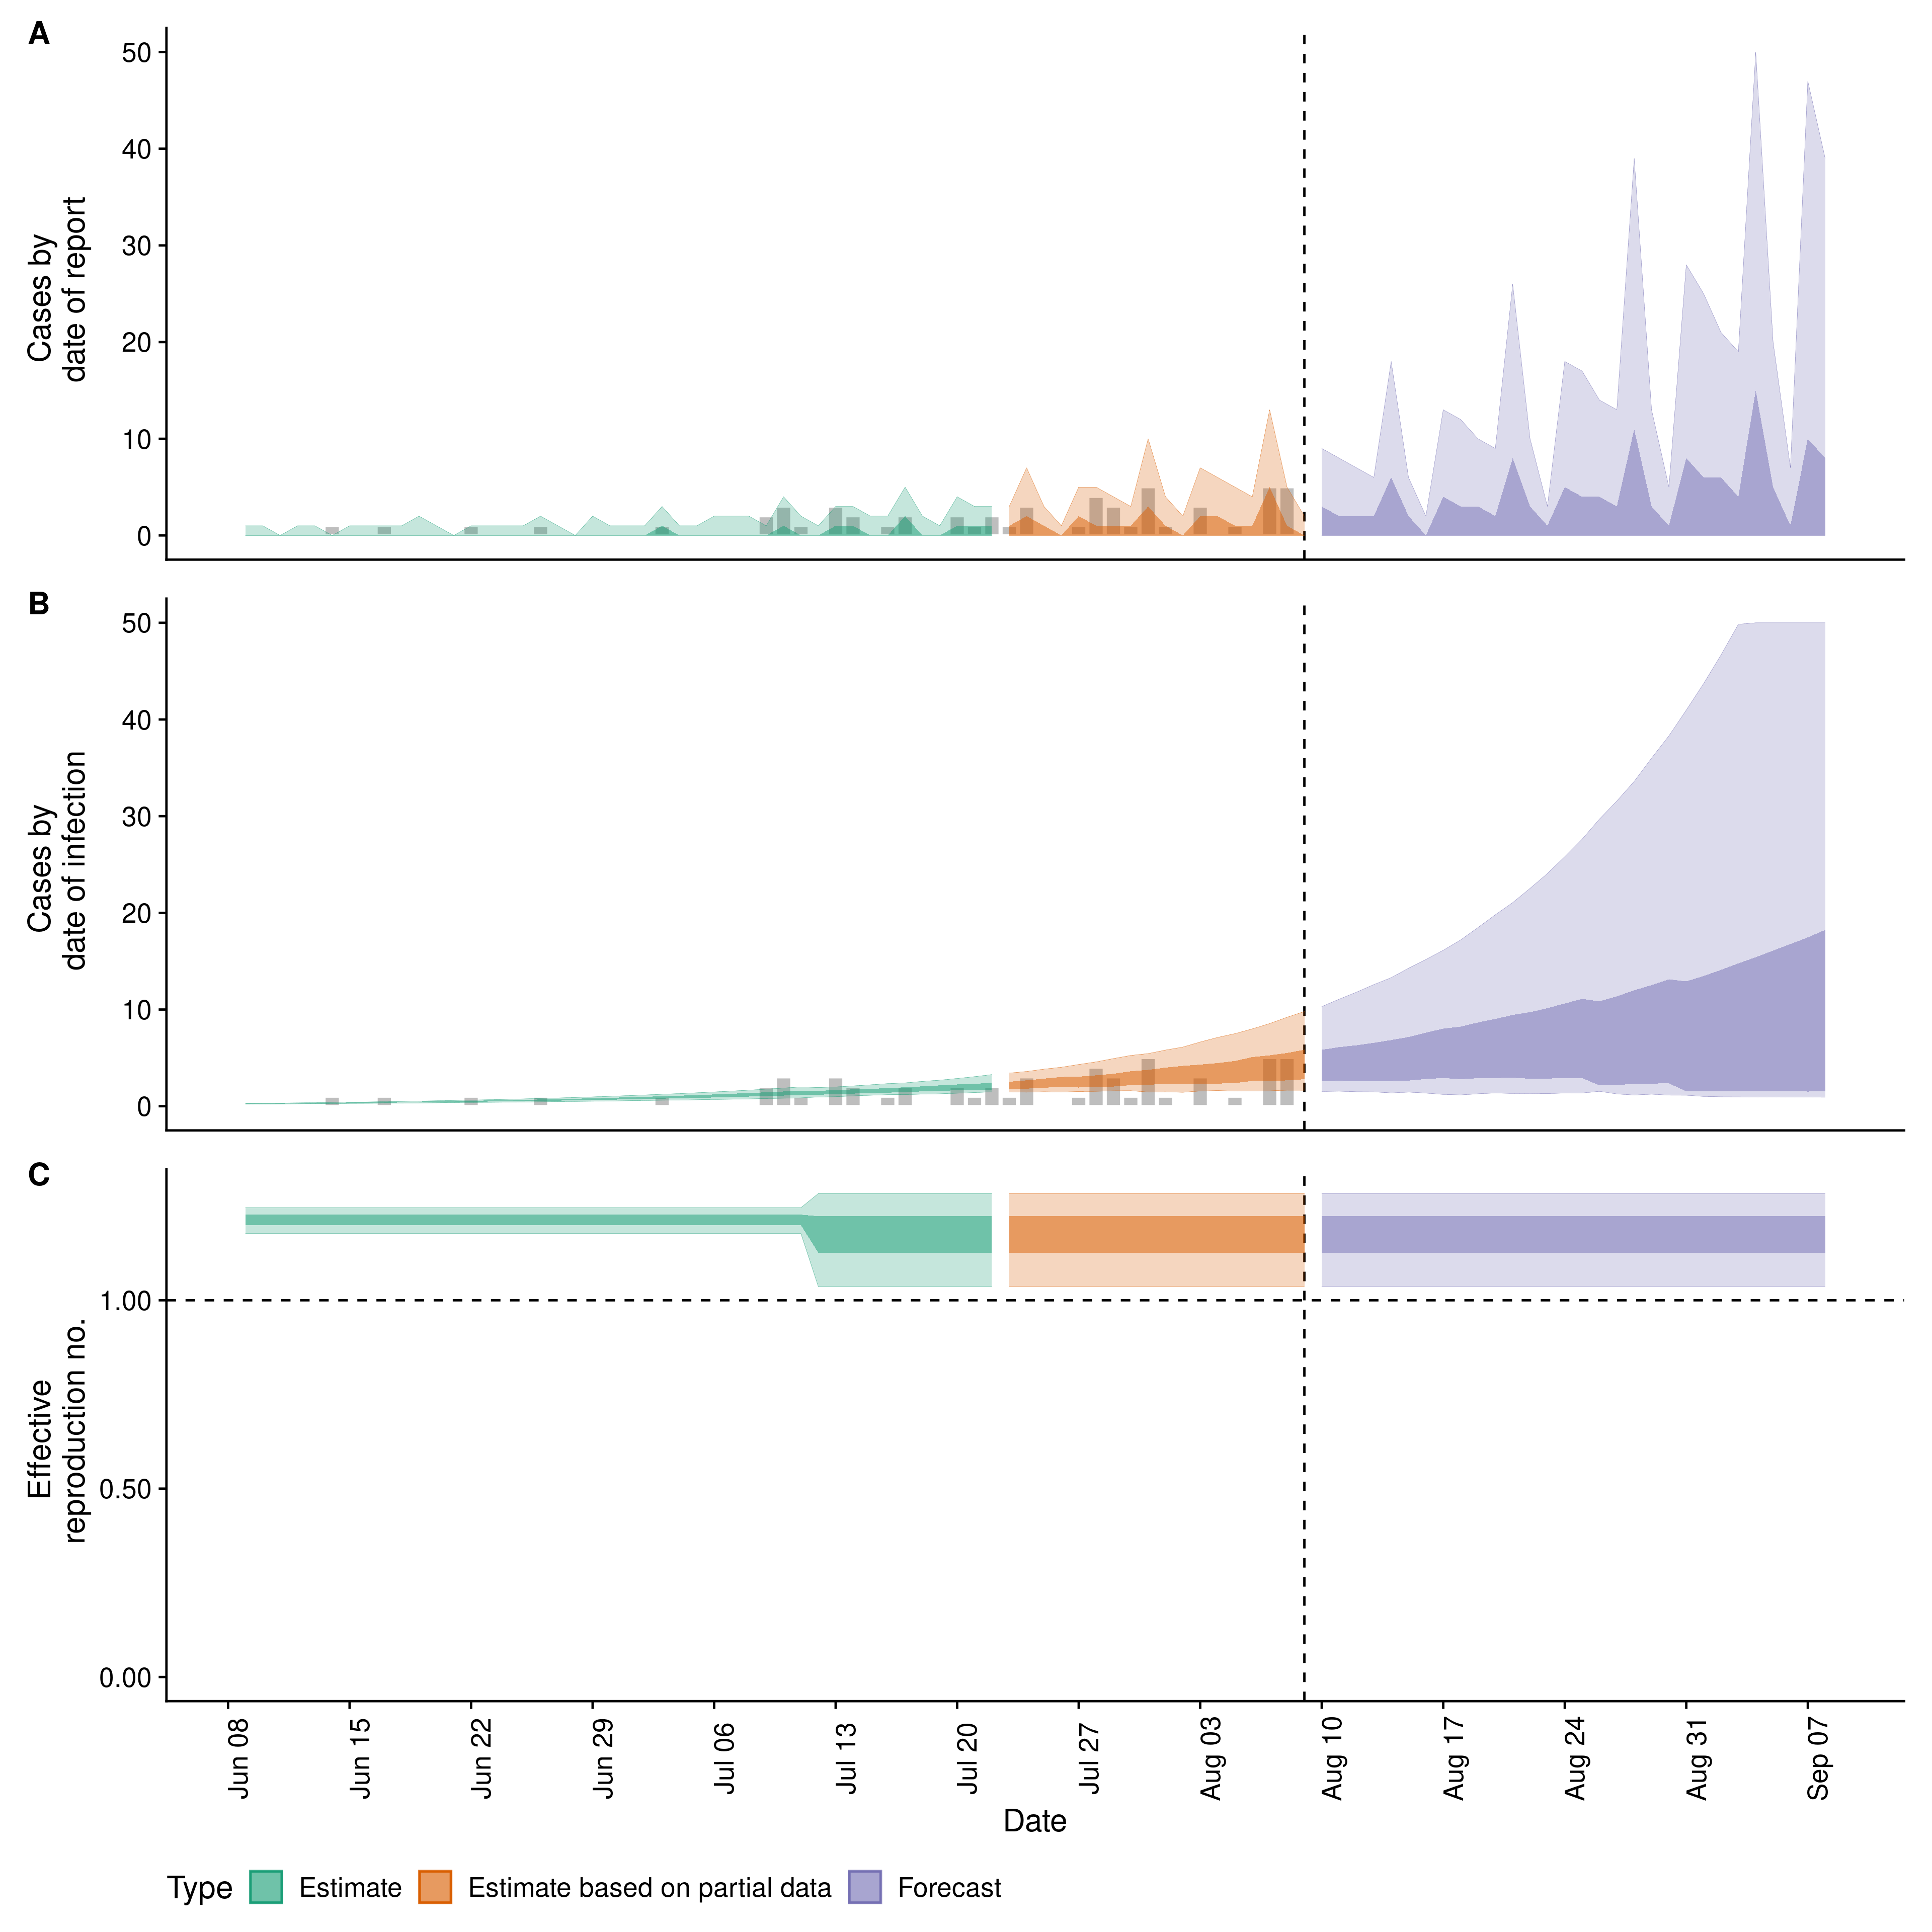 A
50
40
30
20
10
0
Cases by
date of report
B
50
40
30
20
10
0
Cases by
date of infection
C
1.00
0.50
0.00
Effective
reproduction no.
Jun 08
Jun 15
Jun 22
Jun 29
Jul 06
Jul 13
Jul 20
Jul 27
Aug 03
Aug 10
Aug 17
Aug 24
Aug 31
Sep 07
Date
Type Estimate Estimate based on partial data Forecast